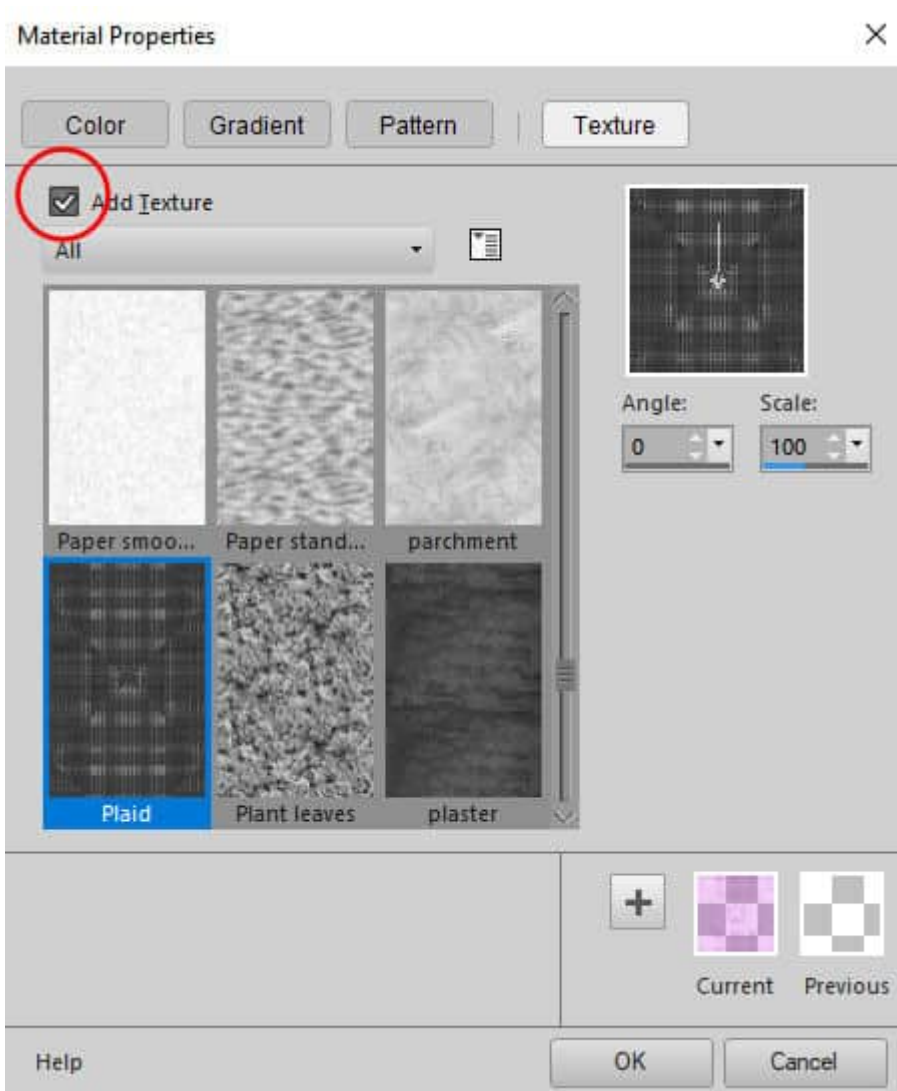 Material Properties
Color Gradient Pattern Texture
Add Texture
All
Angle: Scale:
0 100
Paper smoo... Paper stand... parchment
Plaid Plant leaves plaster
Current Previous
Help OK Cancel